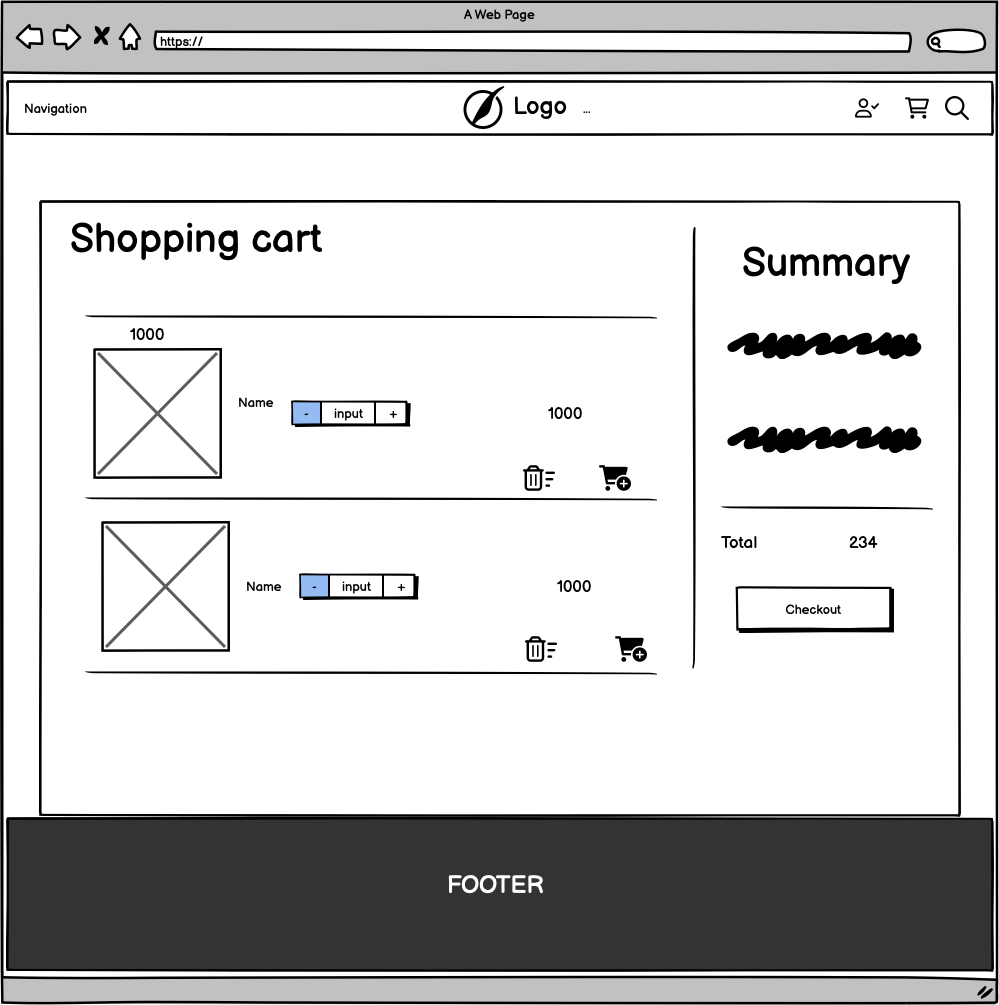 A Web Page
https://
Navigation
Logo
...
Shopping cart
1000
Name
- input +
1000
Name
- input +
1000
Summary
Total 234
Checkout
FOOTER